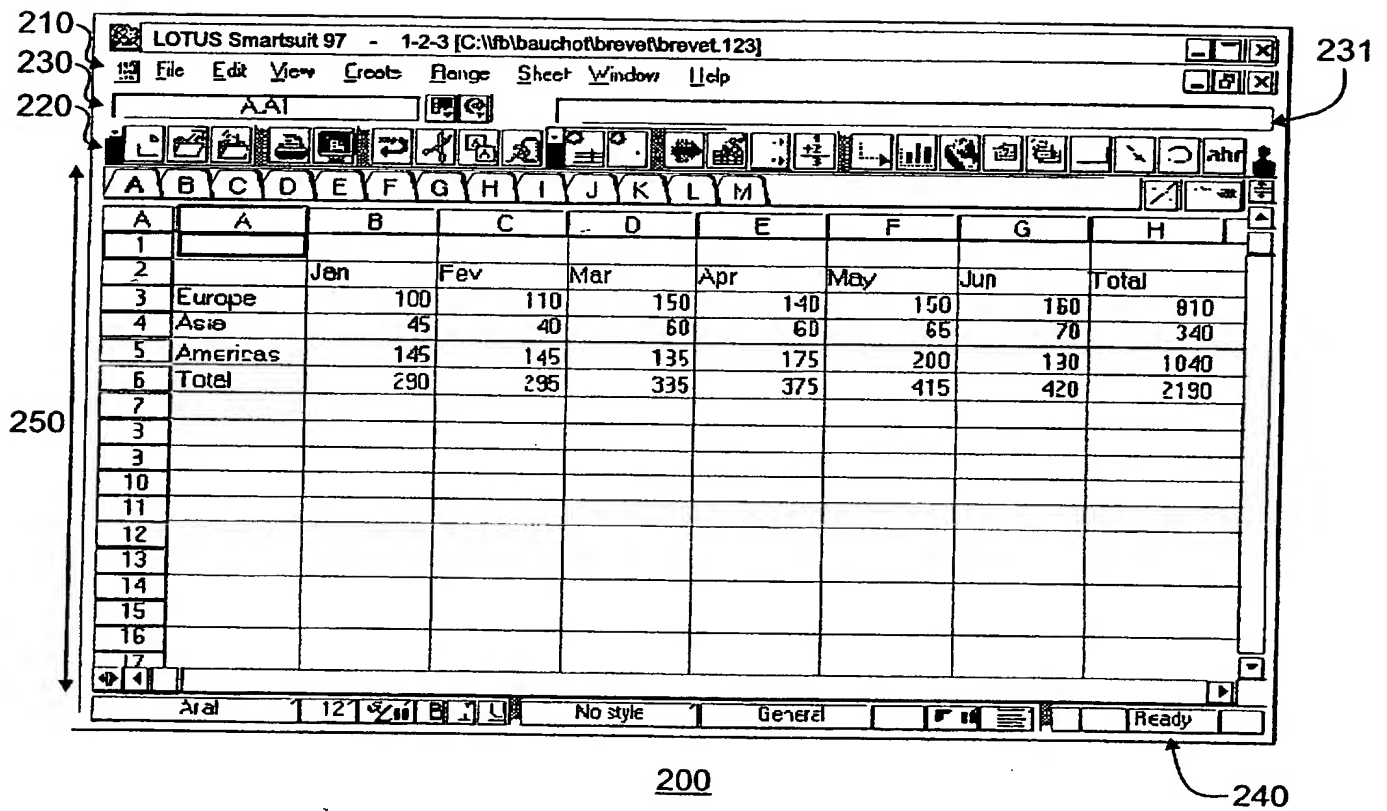 210
LOTUS Smartsuit 97 - 1-2-3 [C:\\fb\bauchot\brevet\brevet.123]
231
230
File Edit View Create Range Sheet Window Help
220
A:A1
A B C D E F G H I J K L M
A A B C D E F G H
1
2 Jan Fev Mar Apr May Jun Total
3 Europe 100 110 150 140 150 160 810
4 Asia 45 40 60 60 65 70 340
5 Americas 145 145 135 175 200 130 1040
6 Total 290 295 335 375 415 420 2190
7
250
10
11
12
13
14
15
16
17
Arial 12 B I U No style General Ready
200
240